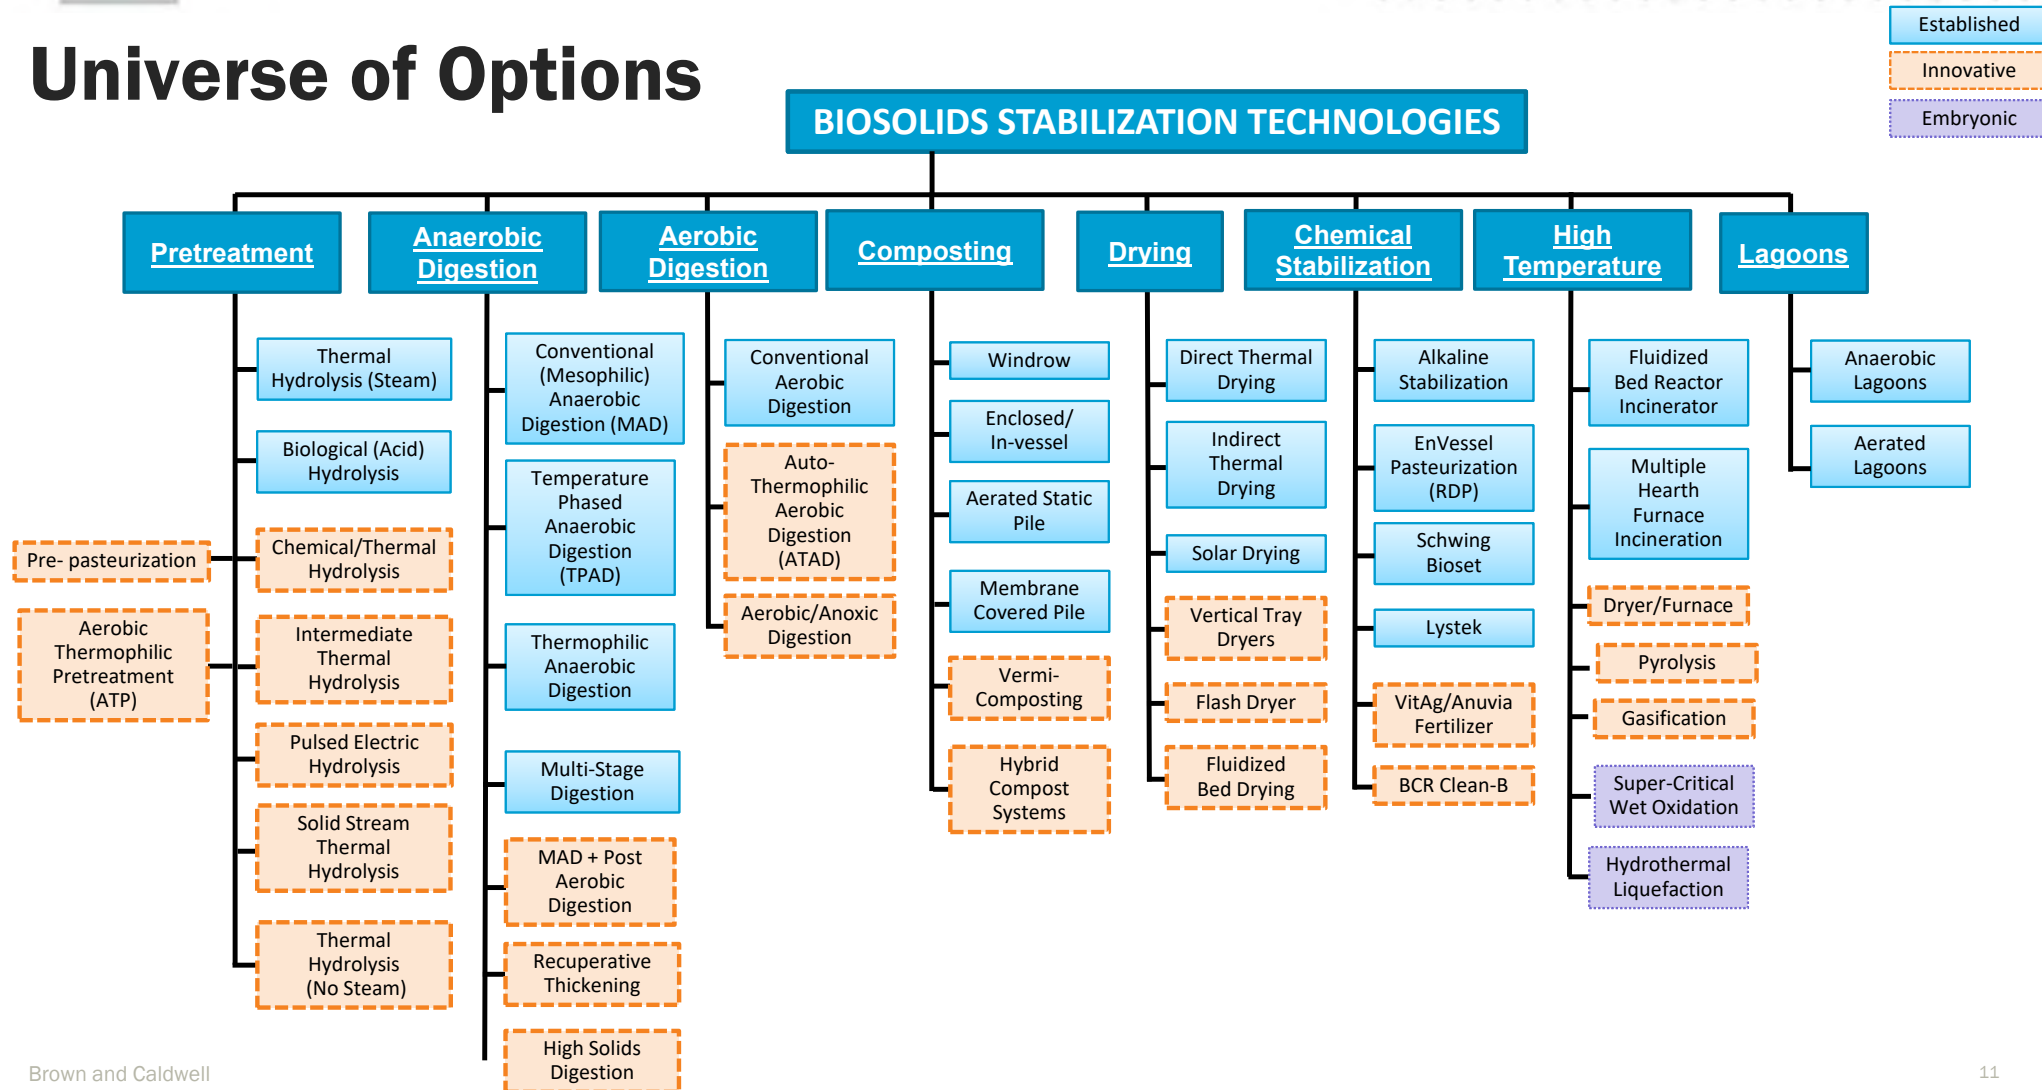 Universe of Options
Established
Innovative
Embryonic
BIOSOLIDS STABILIZATION TECHNOLOGIES
Pretreatment
Thermal
Hydrolysis (Steam)
Biological (Acid)
Hydrolysis
Pre- pasteurization
Chemical/Thermal
Hydrolysis
Aerobic
Thermophilic
Pretreatment
(ATP)
Intermediate
Thermal
Hydrolysis
Pulsed Electric
Hydrolysis
Solid Stream
Thermal
Hydrolysis
Thermal
Hydrolysis
(No Steam)
Anaerobic
Digestion
Conventional
(Mesophilic)
Anaerobic
Digestion (MAD)
Temperature
Phased
Anaerobic
Digestion
(TPAD)
Thermophilic
Anaerobic
Digestion
Multi-Stage
Digestion
MAD + Post
Aerobic
Digestion
Recuperative
Thickening
High Solids
Digestion
Aerobic
Digestion
Conventional
Aerobic
Digestion
Auto-
Thermophilic
Aerobic
Digestion
(ATAD)
Aerobic/Anoxic
Digestion
Composting
Windrow
Enclosed/
In-vessel
Aerated Static
Pile
Membrane
Covered Pile
Vermi-
Composting
Hybrid
Compost
Systems
Drying
Direct Thermal
Drying
Indirect
Thermal
Drying
Solar Drying
Vertical Tray
Dryers
Flash Dryer
Fluidized
Bed Drying
Chemical
Stabilization
Alkaline
Stabilization
EnVessel
Pasteurization
(RDP)
Schwing
Bioset
Lystek
VitAg/Anuvia
Fertilizer
BCR Clean-B
High
Temperature
Fluidized
Bed Reactor
Incinerator
Multiple
Hearth
Furnace
Incineration
Dryer/Furnace
Pyrolysis
Gasification
Super-Critical
Wet Oxidation
Hydrothermal
Liquefaction
Lagoons
Anaerobic
Lagoons
Aerated
Lagoons
Brown and Caldwell
11